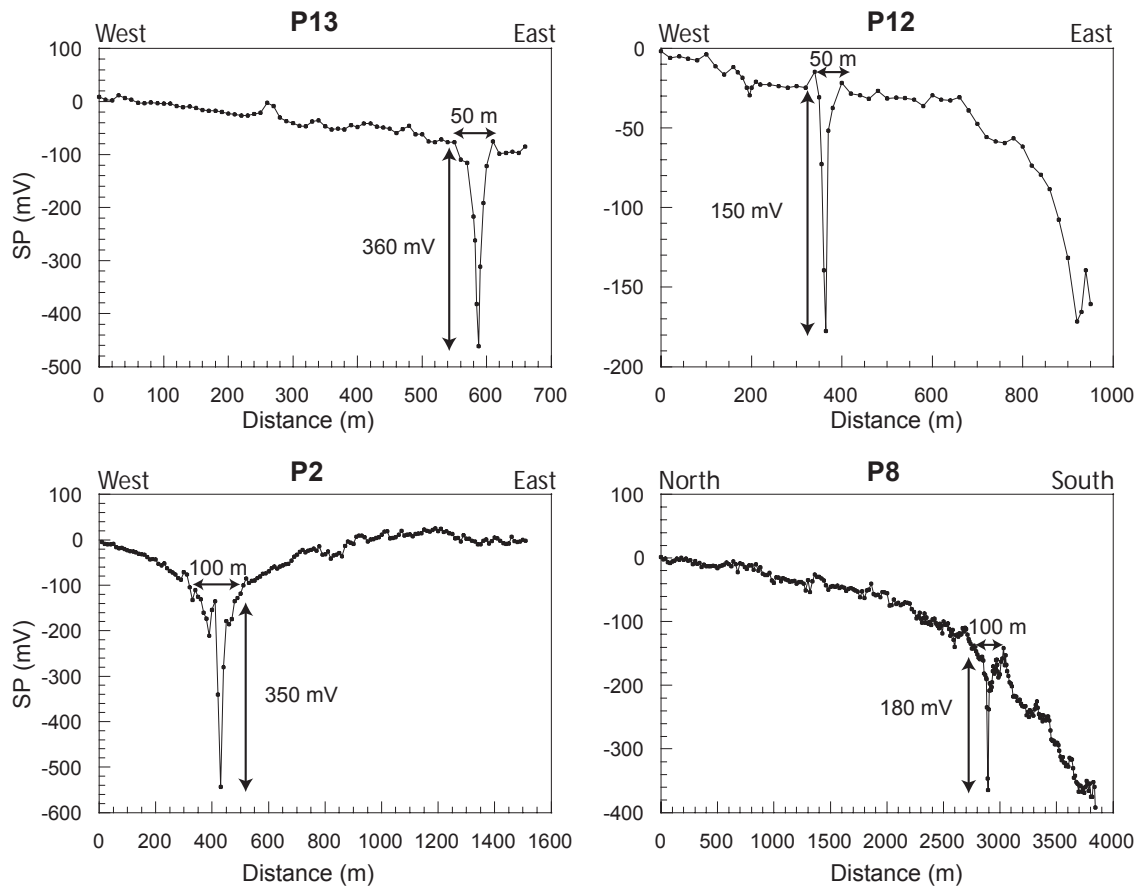 P13
West East
100
0
-100
-200
-300
-400
-500
SP (mV)
50 m
360 mV
0 100 200 300 400 500 600 700
Distance (m)
P12
West East
0
-50
-100
-150
-200
50 m
150 mV
0 200 400 600 800 1000
Distance (m)
P2
West East
100
0
-100
-200
-300
-400
-500
-600
SP (mV)
100 m
350 mV
0 200 400 600 800 1000 1200 1400 1600
Distance (m)
P8
North South
100
0
-100
-200
-300
-400
100 m
180 mV
0 500 1000 1500 2000 2500 3000 3500 4000
Distance (m)